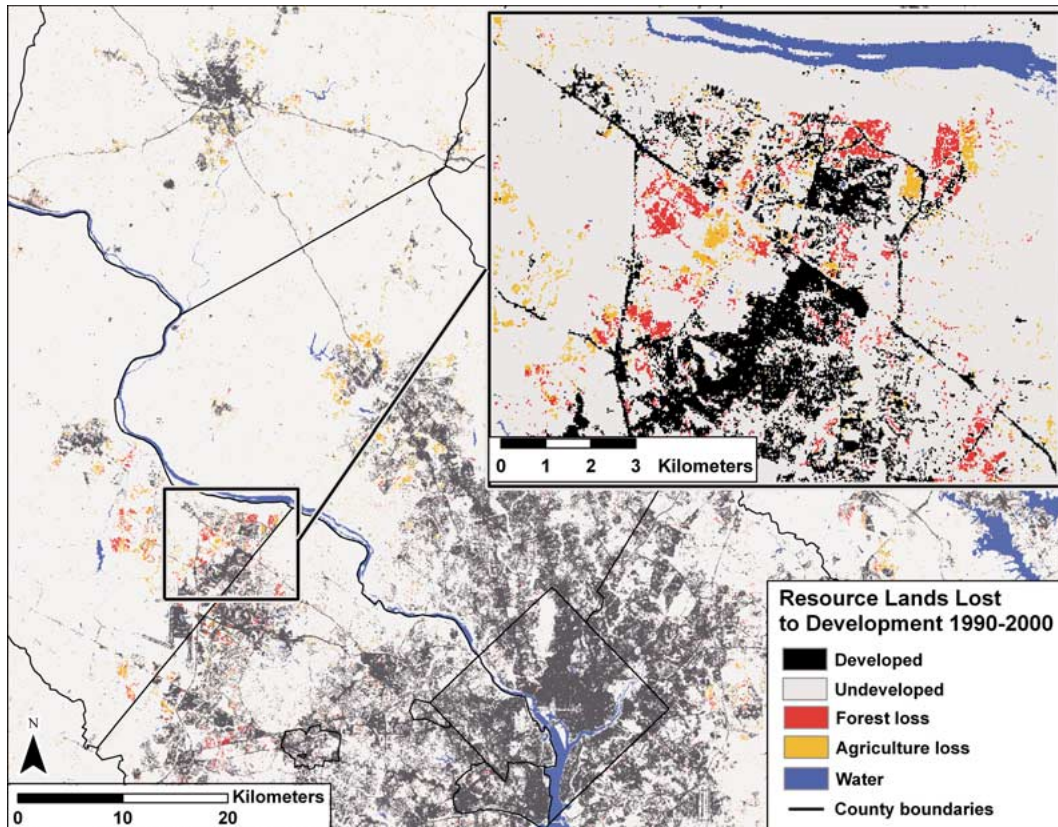 0 1 2 3 Kilometers
Resource Lands Lost
to Development 1990-2000
Developed
Undeveloped
Forest loss
Agriculture loss
Water
County boundaries
N
Kilometers
0 10 20